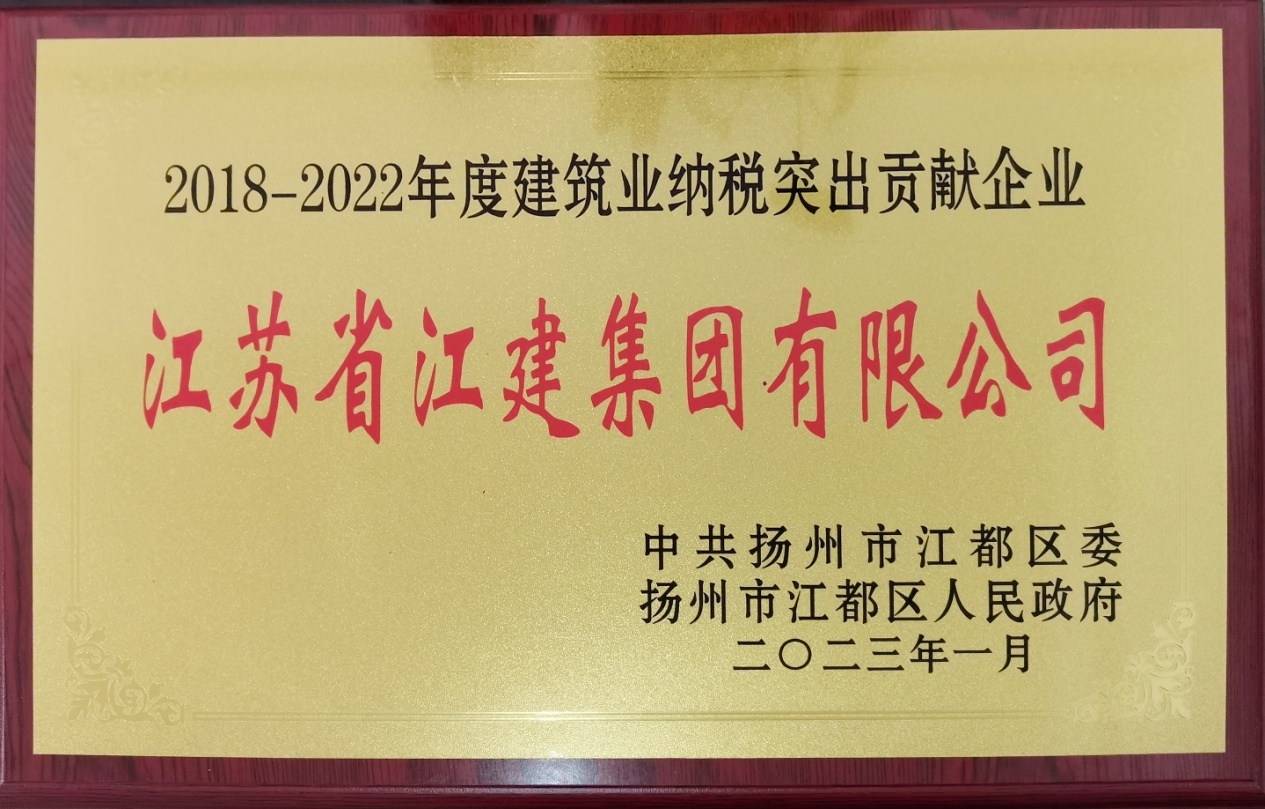 2018-2022年度建筑业纳税突出贡献企业
江苏省江建集团有限公司
中共扬州市江都区委
扬州市江都区人民政府
二〇二三年一月